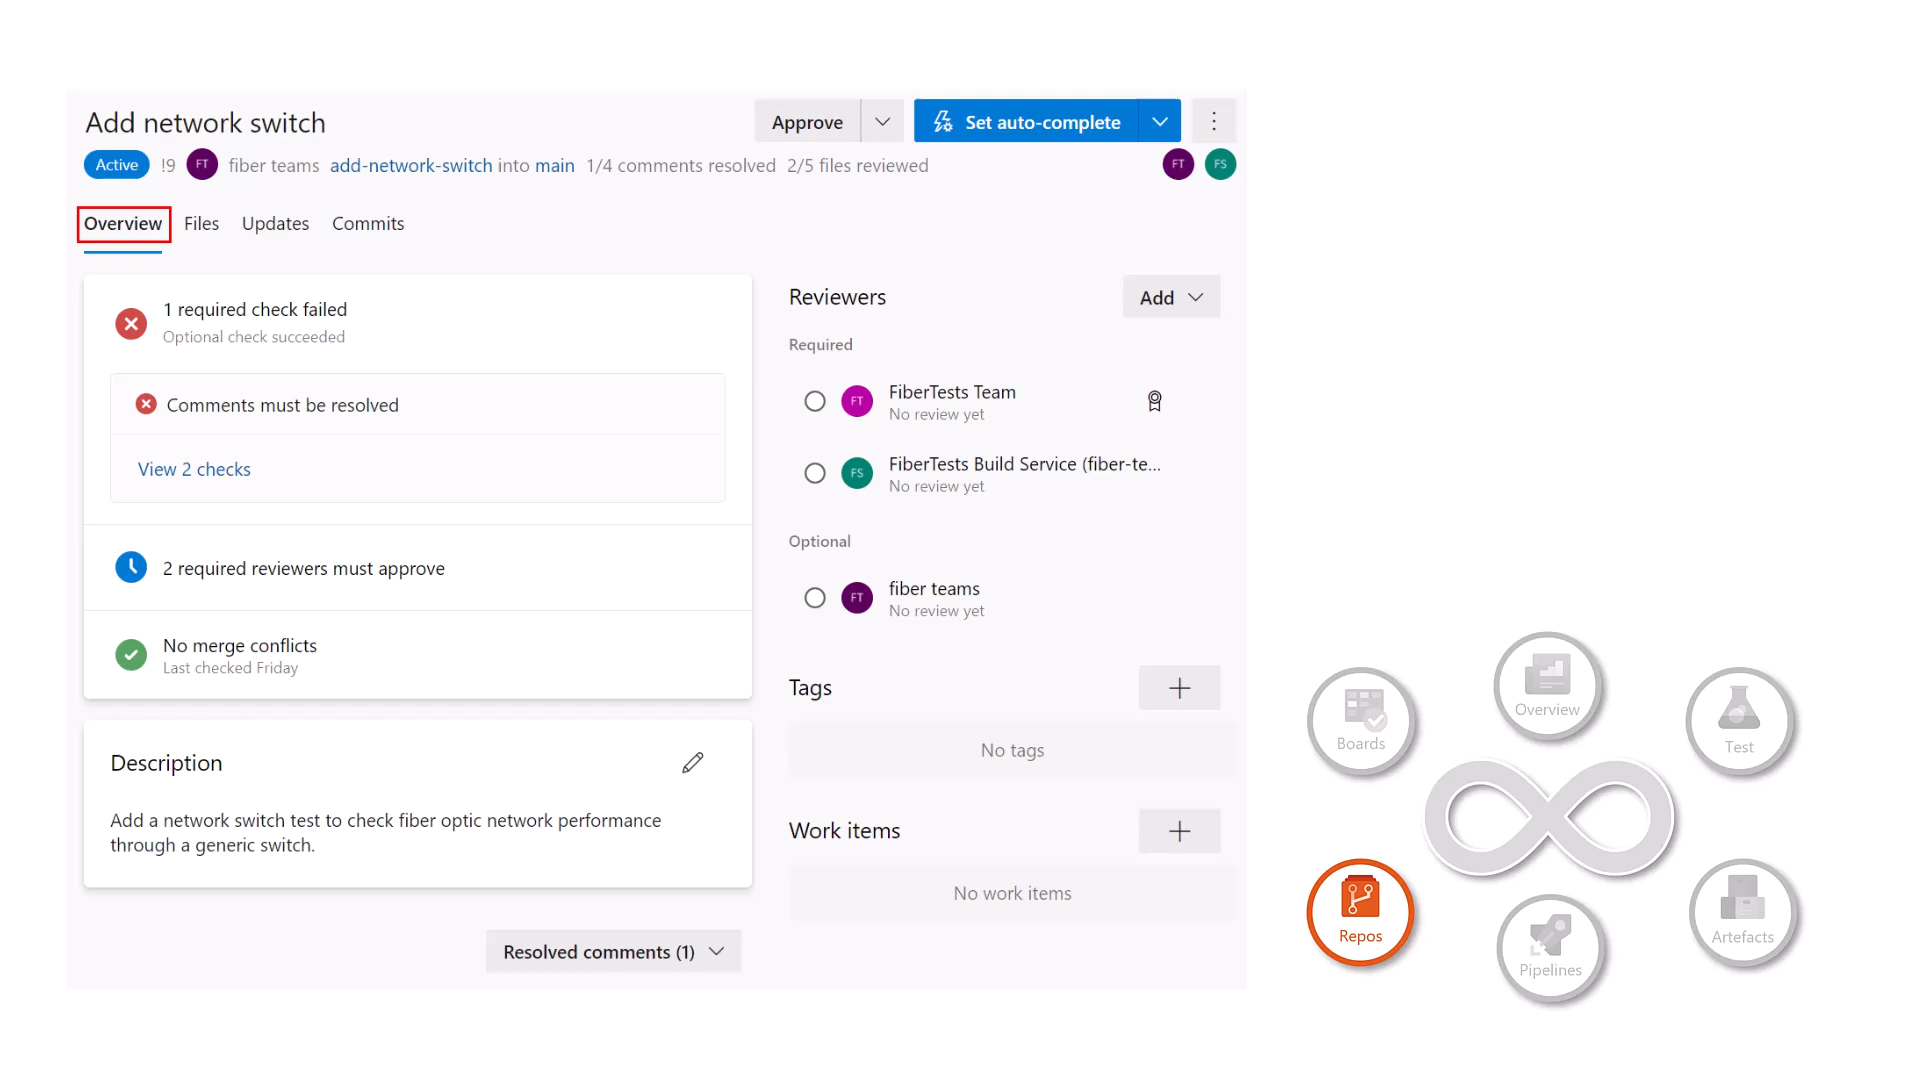 Add network switch
Approve
Set auto-complete
Active !9 FT fiber teams add-network-switch into main 1/4 comments resolved 2/5 files reviewed
FT FS
Overview Files Updates Commits
1 required check failed
Optional check succeeded
Comments must be resolved
View 2 checks
2 required reviewers must approve
No merge conflicts
Last checked Friday
Description
Add a network switch test to check fiber optic network performance
through a generic switch.
Resolved comments (1)
Reviewers
Add
Required
FT FiberTests Team
No review yet
FS FiberTests Build Service (fiber-te...
No review yet
Optional
FT fiber teams
No review yet
Tags
No tags
Work items
No work items
Overview
Boards
Test
Repos
Artefacts
Pipelines